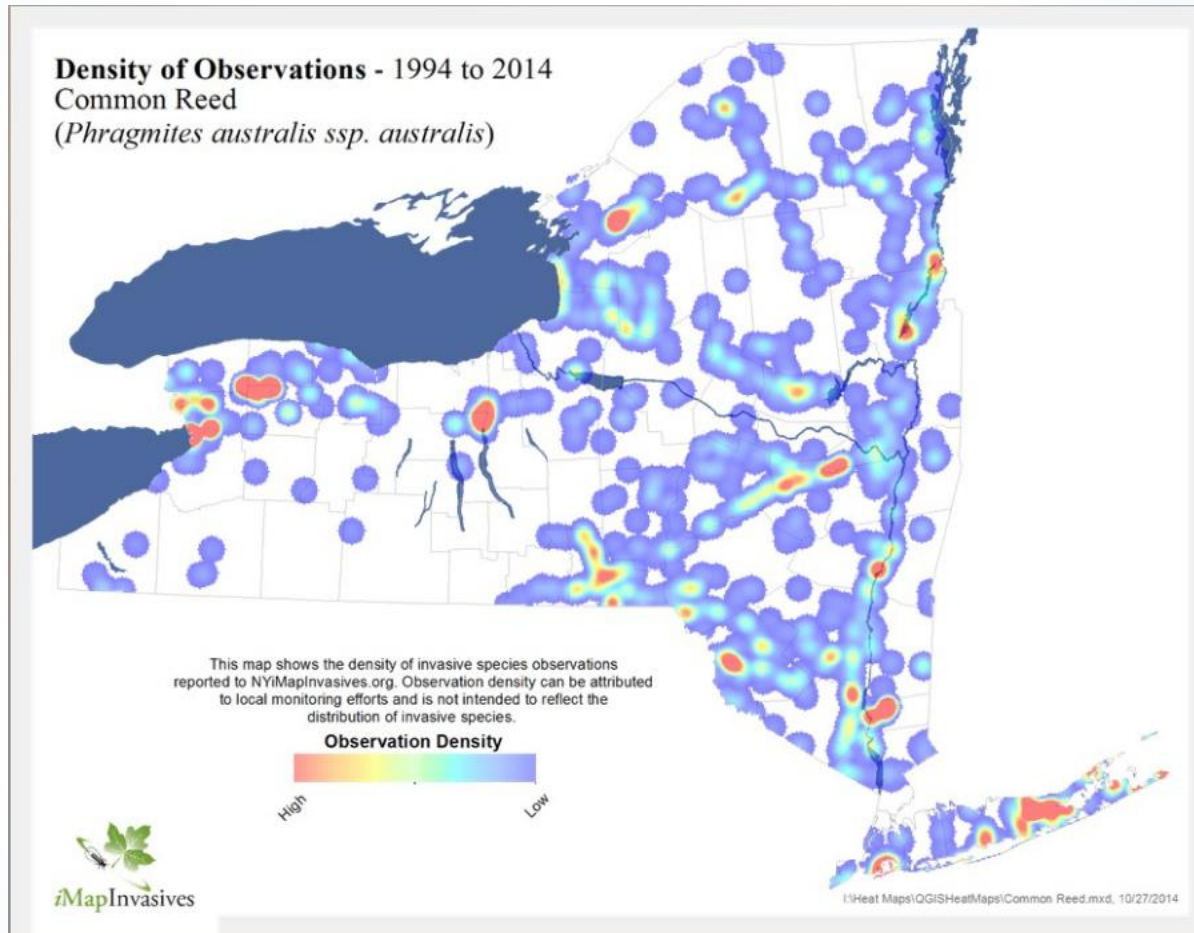 Density of Observations - 1994 to 2014
Common Reed
(Phragmites australis ssp. australis)
This map shows the density of invasive species observations
reported to NYiMapInvasives.org. Observation density can be attributed
to local monitoring efforts and is not intended to reflect the
distribution of invasive species.
Observation Density
High
Low
iMapInvasives
I:\Heat Maps\QGISHeatMaps\Common Reed.mxd, 10/27/2014